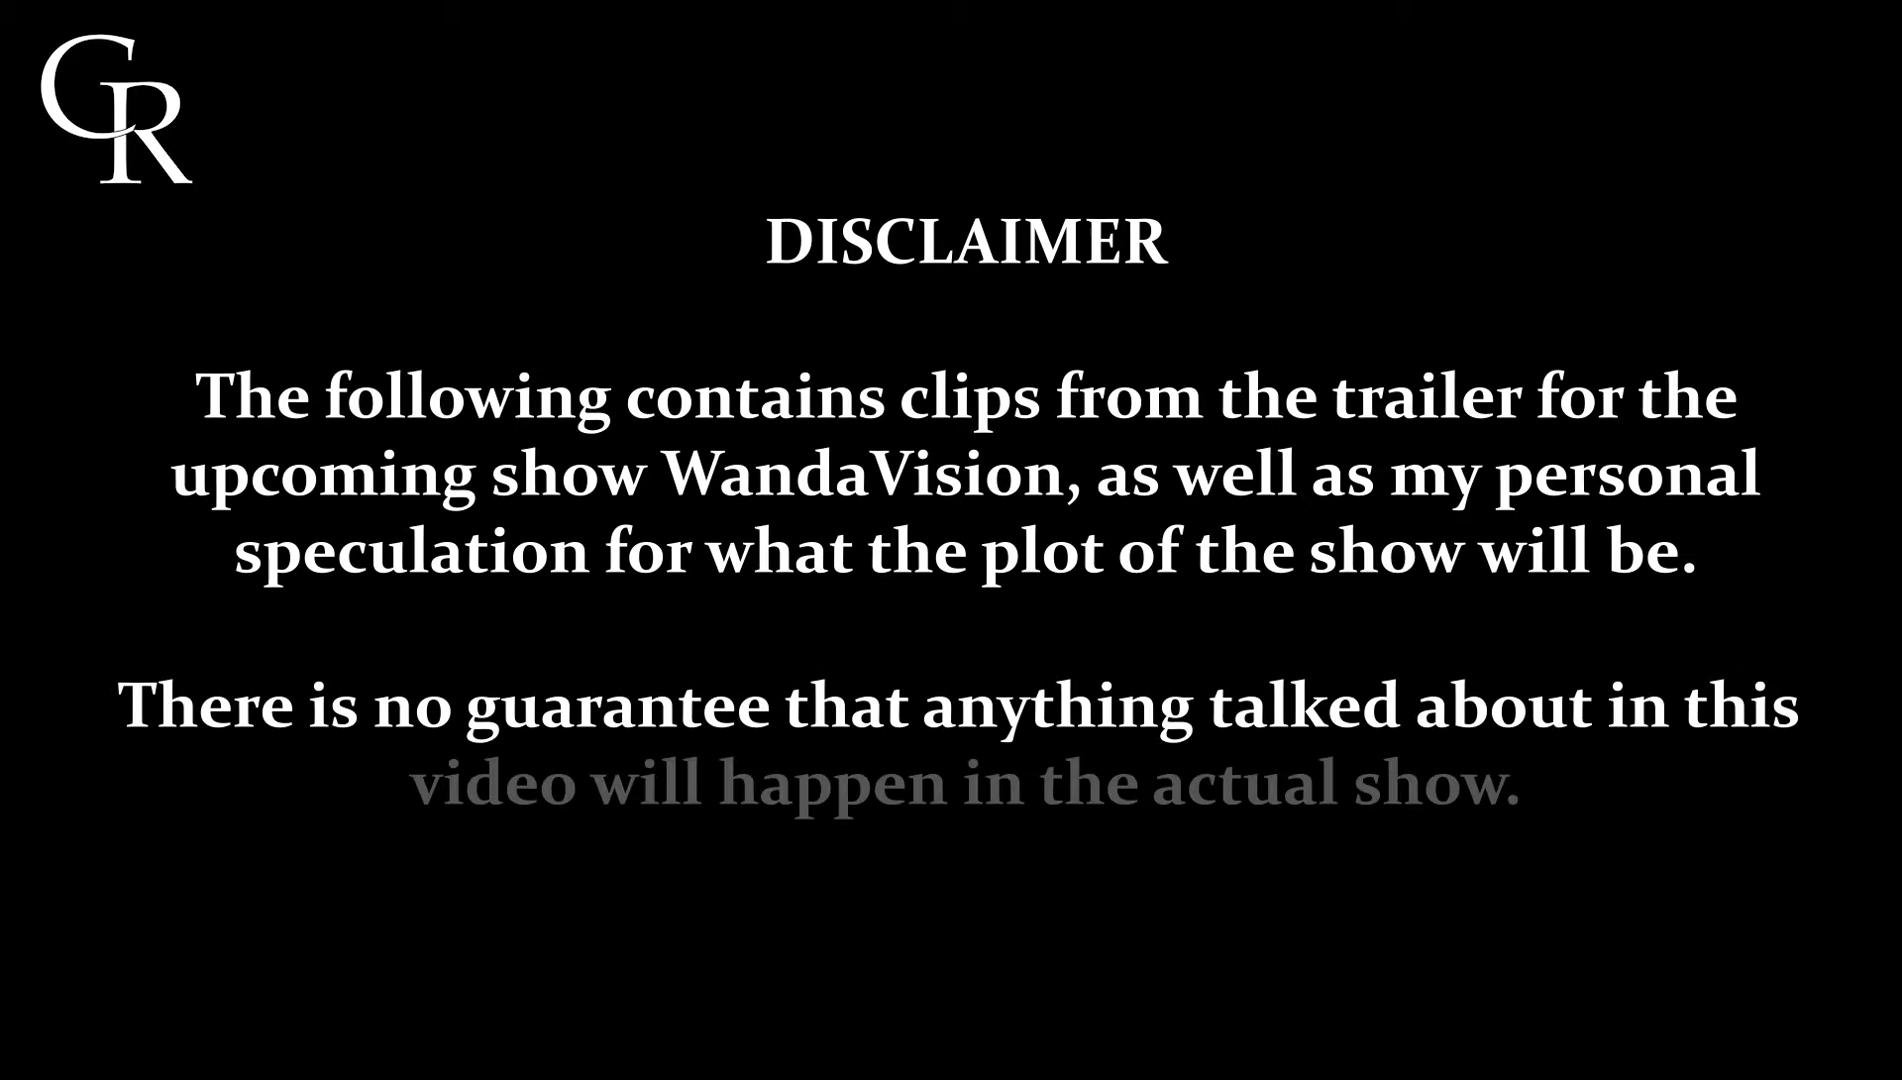 GR
DISCLAIMER
The following contains clips from the trailer for the
upcoming show WandaVision, as well as my personal
speculation for what the plot of the show will be.
There is no guarantee that anything talked about in this
video will happen in the actual show.